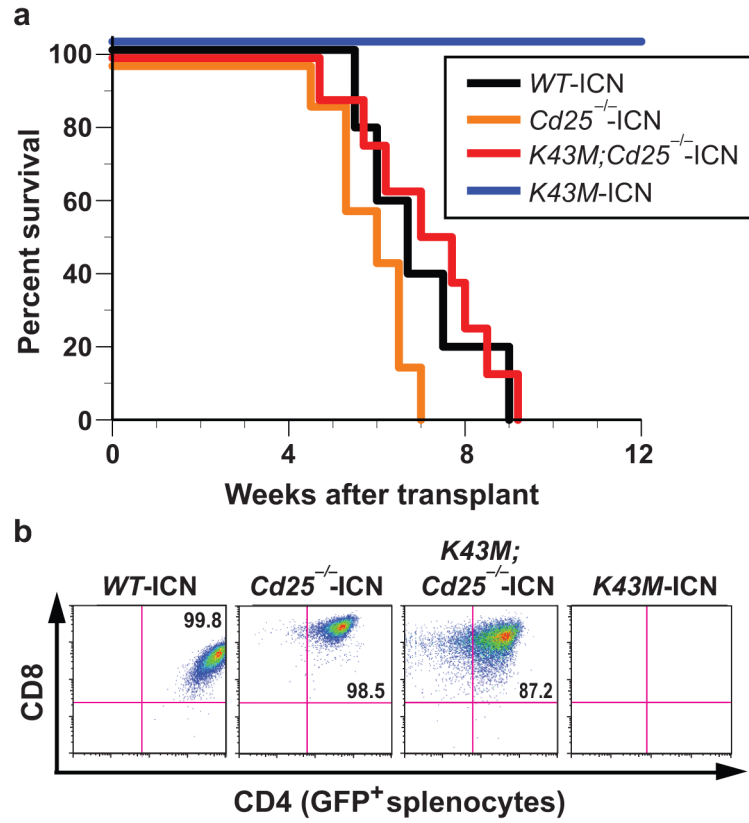 a
100
80
60
40
20
0
Percent survival
0 4 8 12
Weeks after transplant
WT-ICN
Cd25–/–-ICN
K43M;Cd25–/–-ICN
K43M-ICN
b
WT-ICN
Cd25–/–-ICN
K43M;
Cd25–/–-ICN
K43M-ICN
99.8
98.5
87.2
CD8
CD4 (GFP+ splenocytes)